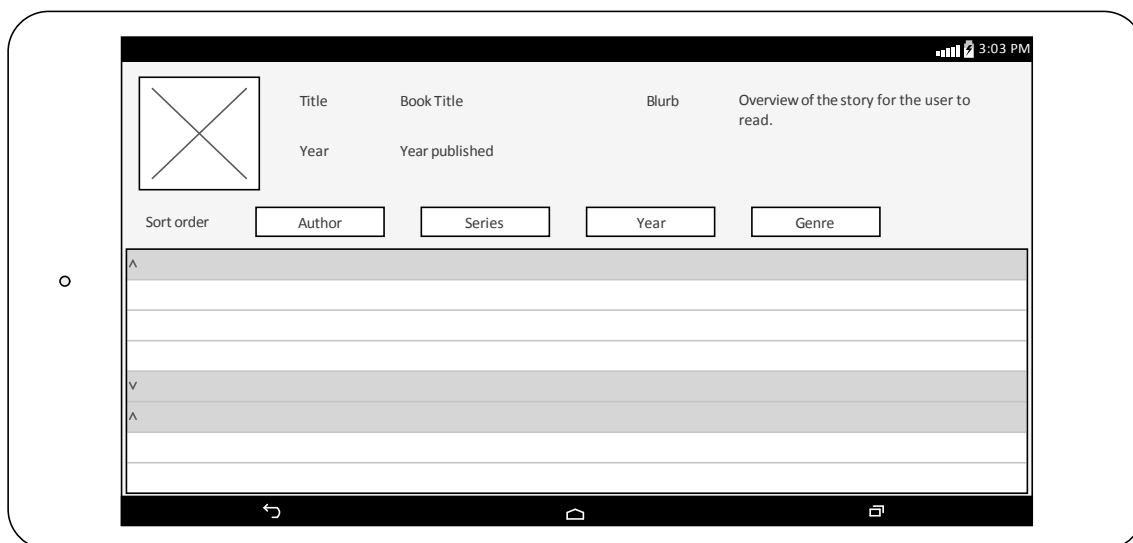 3:03 PM
Title Book Title Blurb Overview of the story for the user to
read.
Year Year published
Sort order Author Series Year Genre